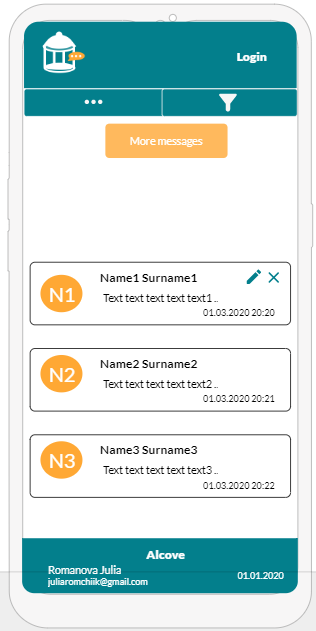 Login
More messages
N1
Name1 Surname1
Text text text text text1 ..
01.03.2020 20:20
N2
Name2 Surname2
Text text text text text2 ..
01.03.2020 20:21
N3
Name3 Surname3
Text text text text text3 ..
01.03.2020 20:22
Alcove
Romanova Julia
juliaromchiik@gmail.com
01.01.2020